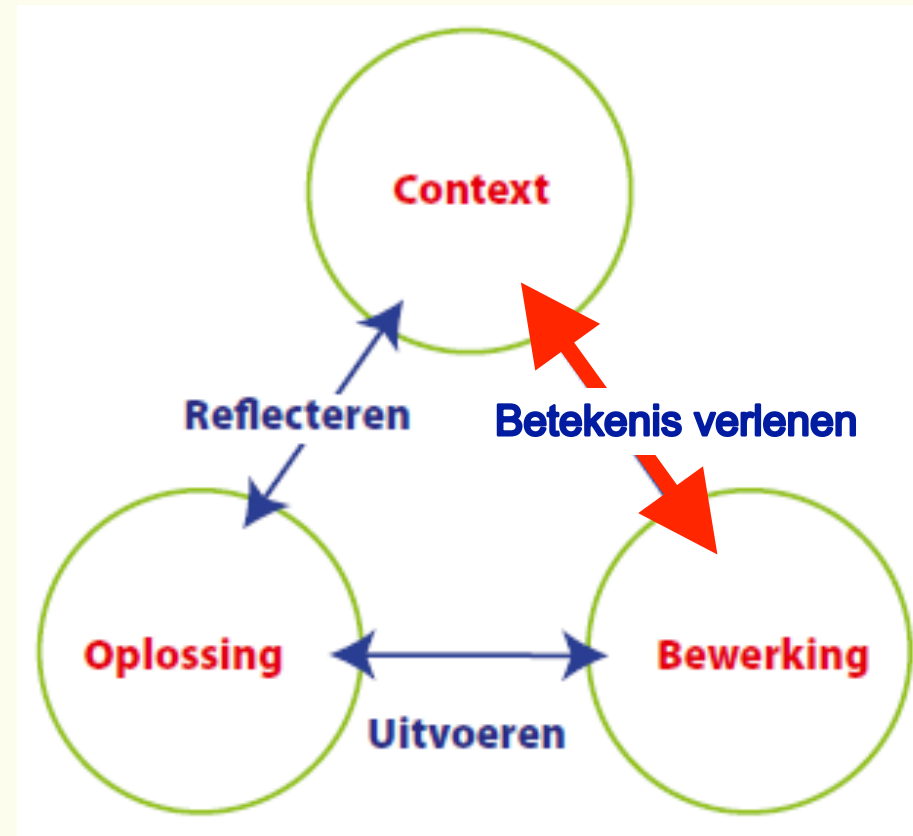 Context
Reflecteren
Betekenis verlenen
Oplossing
Bewerking
Uitvoeren